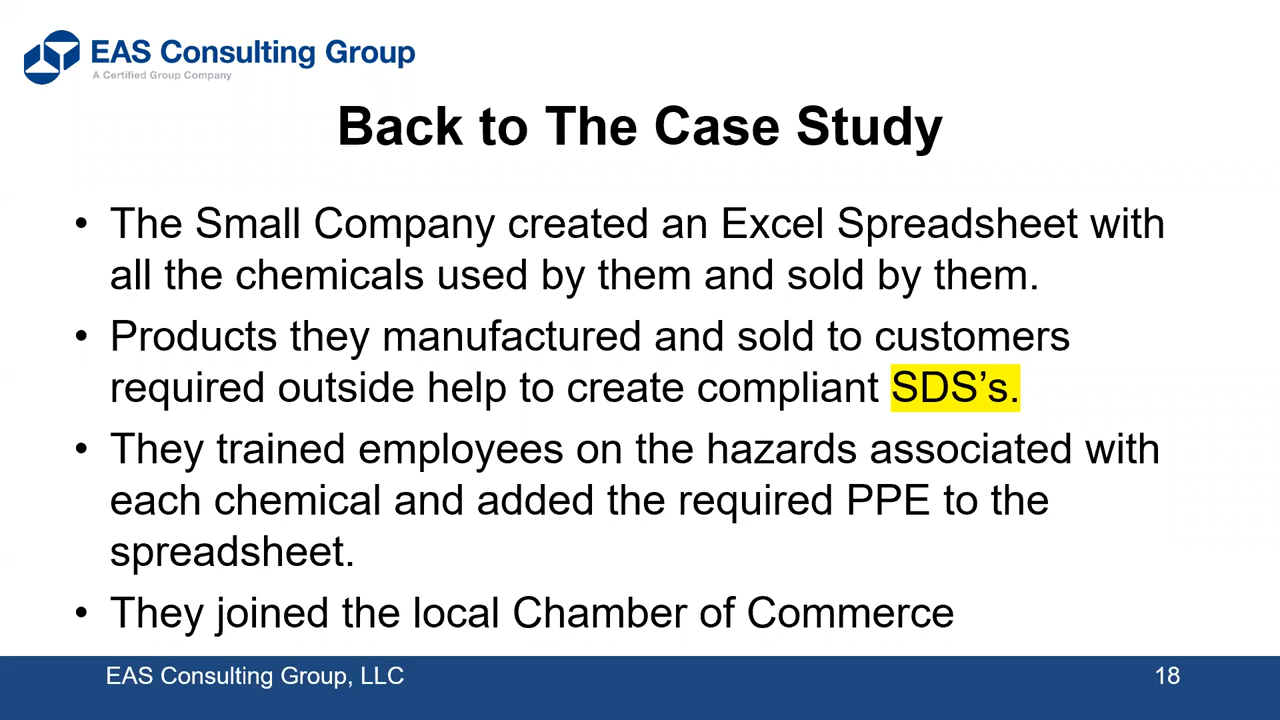 EAS Consulting Group
A Certified Group Company
Back to The Case Study
• The Small Company created an Excel Spreadsheet with
all the chemicals used by them and sold by them.
• Products they manufactured and sold to customers
required outside help to create compliant SDS’s.
• They trained employees on the hazards associated with
each chemical and added the required PPE to the
spreadsheet.
• They joined the local Chamber of Commerce
EAS Consulting Group, LLC
18